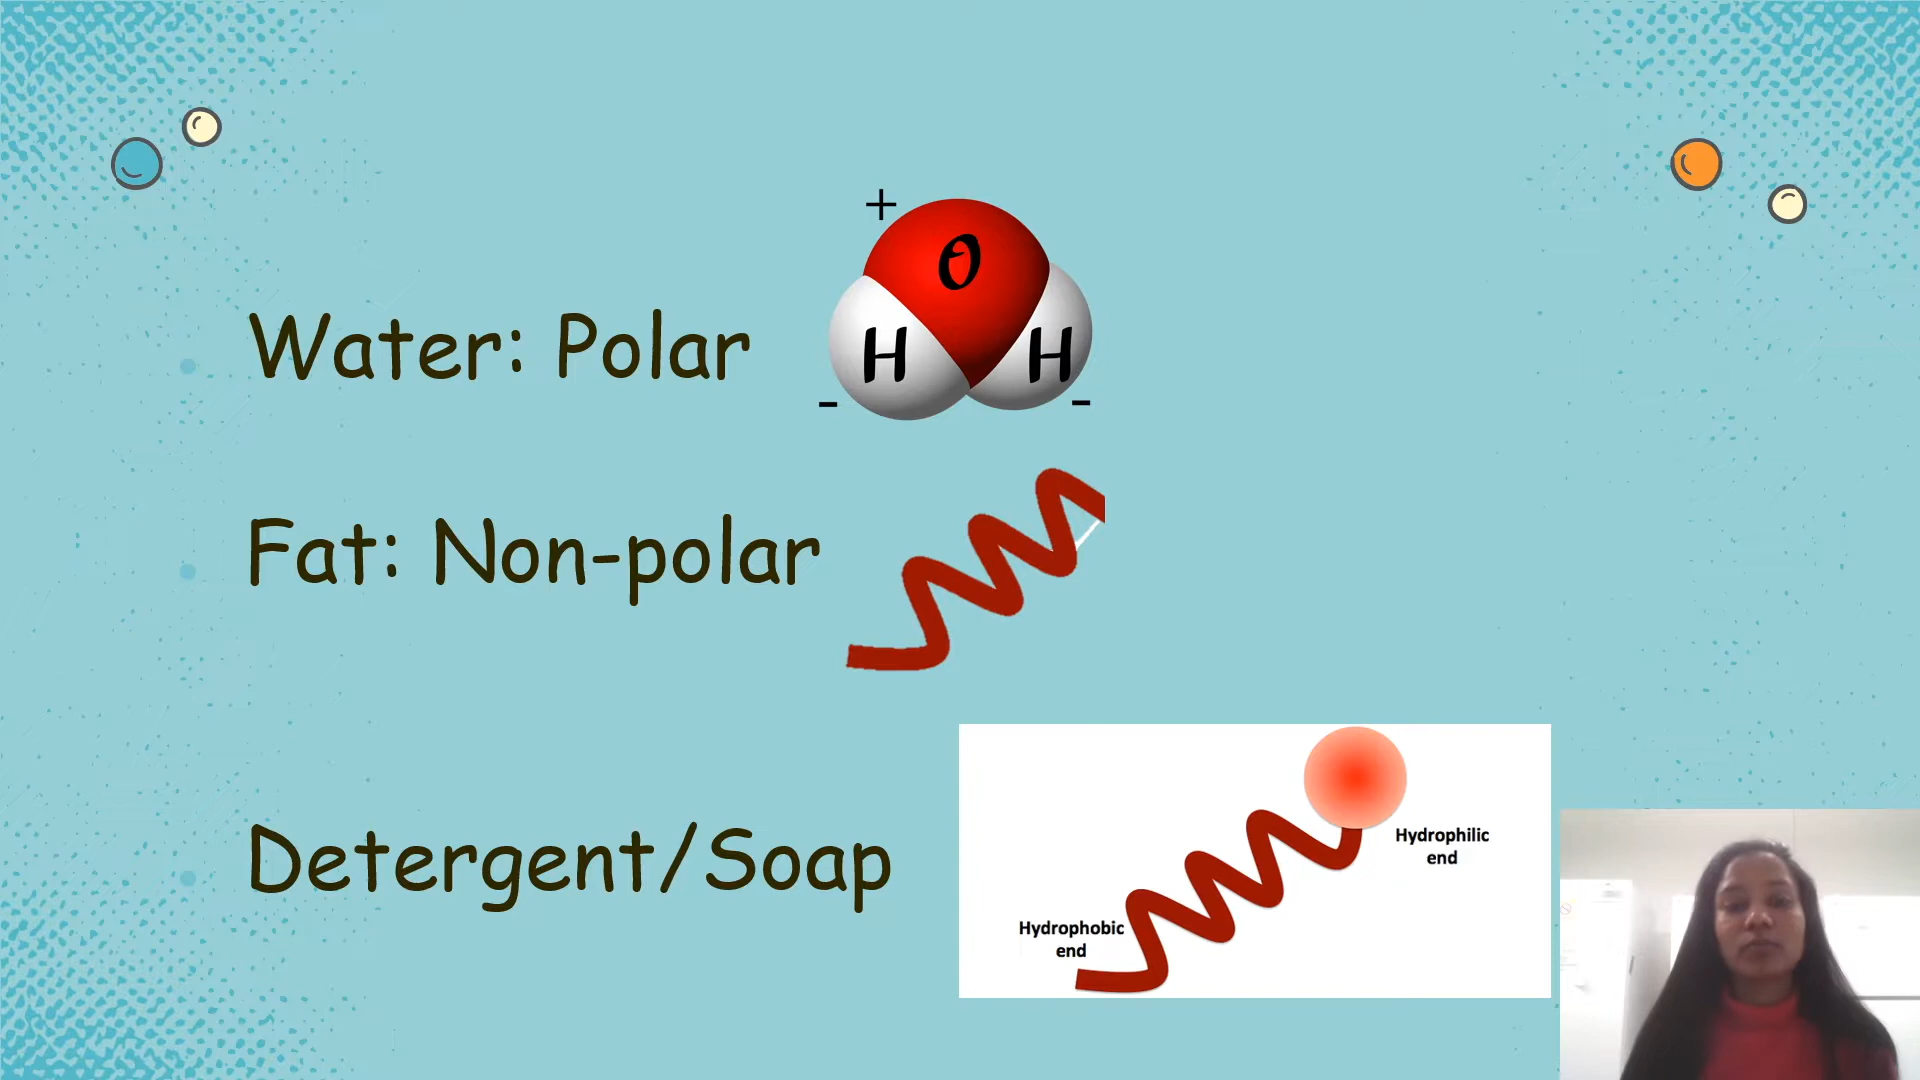 +
O
H H
- -
Water: Polar
Fat: Non-polar
Detergent/Soap
Hydrophilic
end
Hydrophobic
end